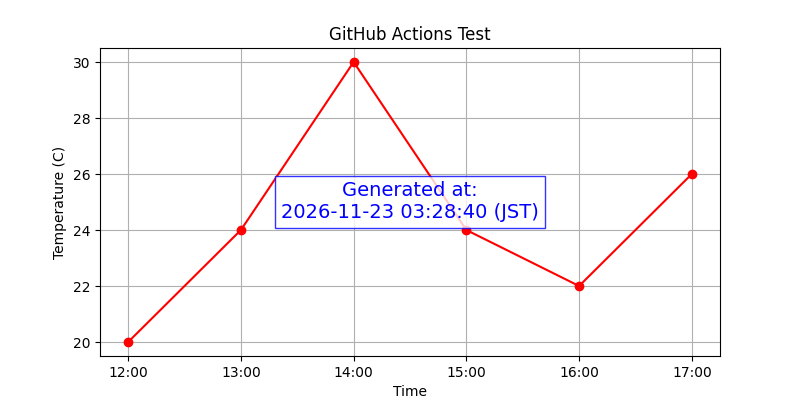 GitHub Actions Test
Temperature (C)
30
28
26
24
22
20
Generated at:
2026-11-23 03:28:40 (JST)
12:00
13:00
14:00
15:00
16:00
17:00
Time